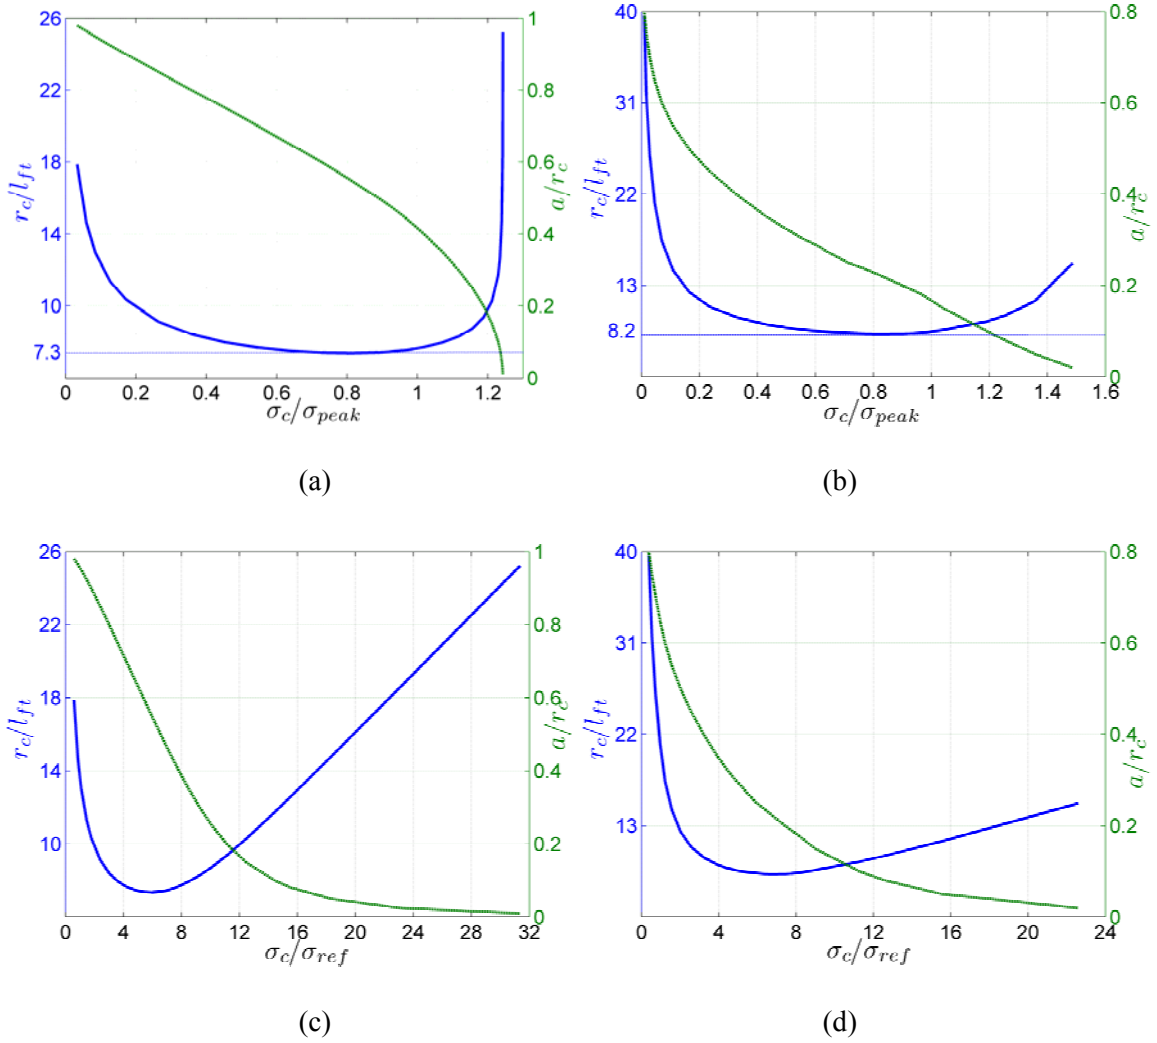 26
22
18
14
10
7.3
r_c/l_ft
1
0.8
0.6
0.4
0.2
0
a/r_c
0 0.2 0.4 0.6 0.8 1 1.2
σ_c/σ_peak
(a)
40
31
22
13
8.2
r_c/l_ft
0.8
0.6
0.4
0.2
0
a/r_c
0 0.2 0.4 0.6 0.8 1 1.2 1.4 1.6
σ_c/σ_peak
(b)
26
22
18
14
10
r_c/l_ft
1
0.8
0.6
0.4
0.2
0
a/r_c
0 4 8 12 16 20 24 28 32
σ_c/σ_ref
(c)
40
31
22
13
r_c/l_ft
0.8
0.6
0.4
0.2
0
a/r_c
0 4 8 12 16 20 24
σ_c/σ_ref
(d)